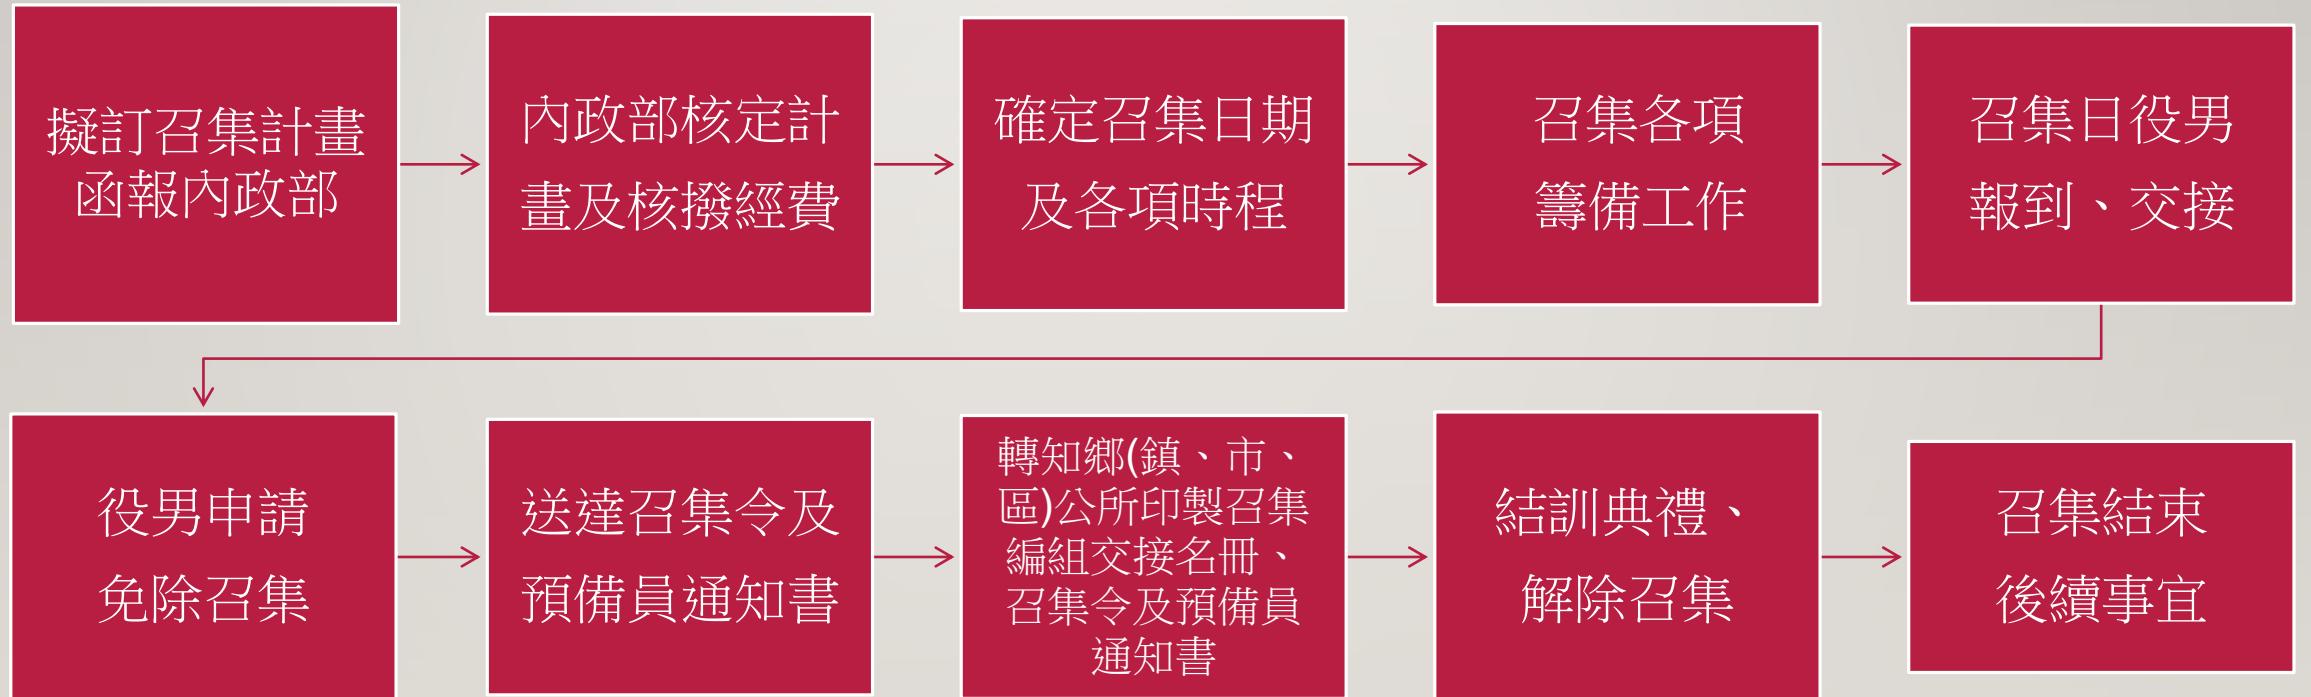 擬訂召集計畫
函報內政部
內政部核定計
畫及核撥經費
確定召集日期
及各項時程
召集各項
籌備工作
召集日役男
報到、交接
役男申請
免除召集
送達召集令及
預備員通知書
轉知鄉(鎮、市、
區)公所印製召集
編組交接名冊、
召集令及預備員
通知書
結訓典禮、
解除召集
召集結束
後續事宜